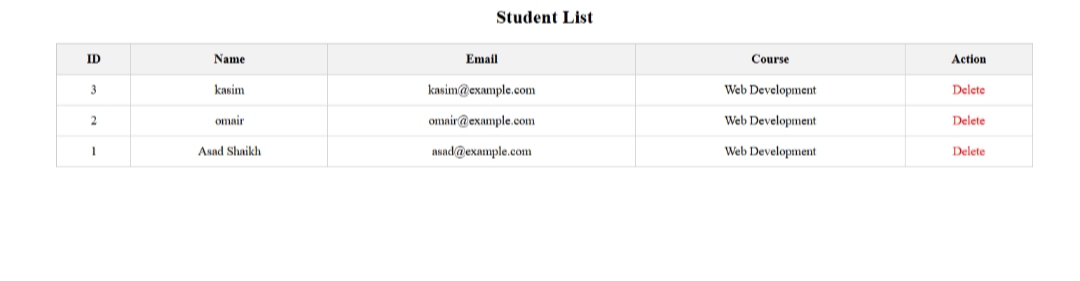 Student List
ID Name Email Course Action
3 kasim kasim@example.com Web Development Delete
2 omair omair@example.com Web Development Delete
1 Asad Shaikh asad@example.com Web Development Delete